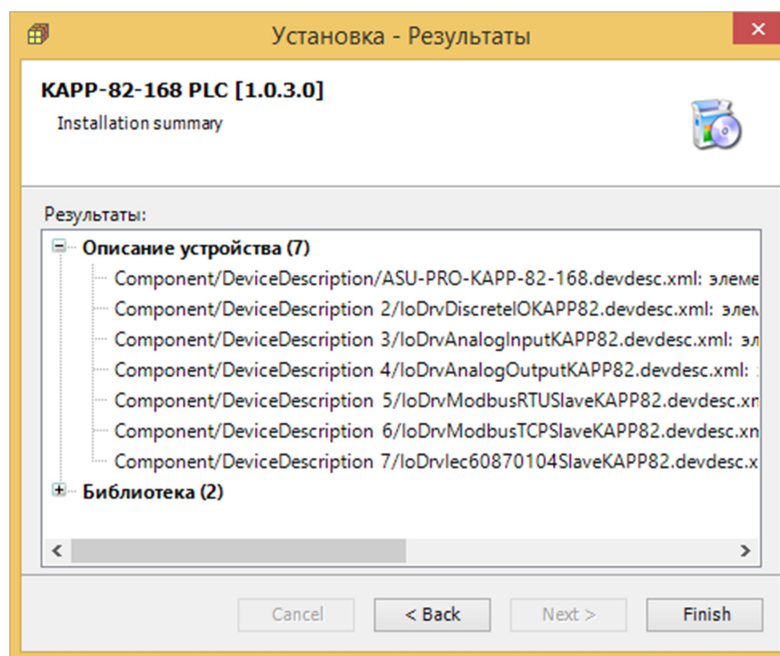 Установка - Результаты
KAPP-82-168 PLC [1.0.3.0]
Installation summary
Результаты:
Описание устройства (7)
Component/DeviceDescription/ASU-PRO-KAPP-82-168.devdesc.xml: элеме
Component/DeviceDescription 2/IoDrvDiscreteIOKAPP82.devdesc.xml: элем
Component/DeviceDescription 3/IoDrvAnalogInputKAPP82.devdesc.xml: эл
Component/DeviceDescription 4/IoDrvAnalogOutputKAPP82.devdesc.xml:
Component/DeviceDescription 5/IoDrvModbusRTUSlaveKAPP82.devdesc.xm
Component/DeviceDescription 6/IoDrvModbusTCPSlaveKAPP82.devdesc.xm
Component/DeviceDescription 7/IoDrvIec60870104SlaveKAPP82.devdesc.x
Библиотека (2)
Cancel < Back Next > Finish